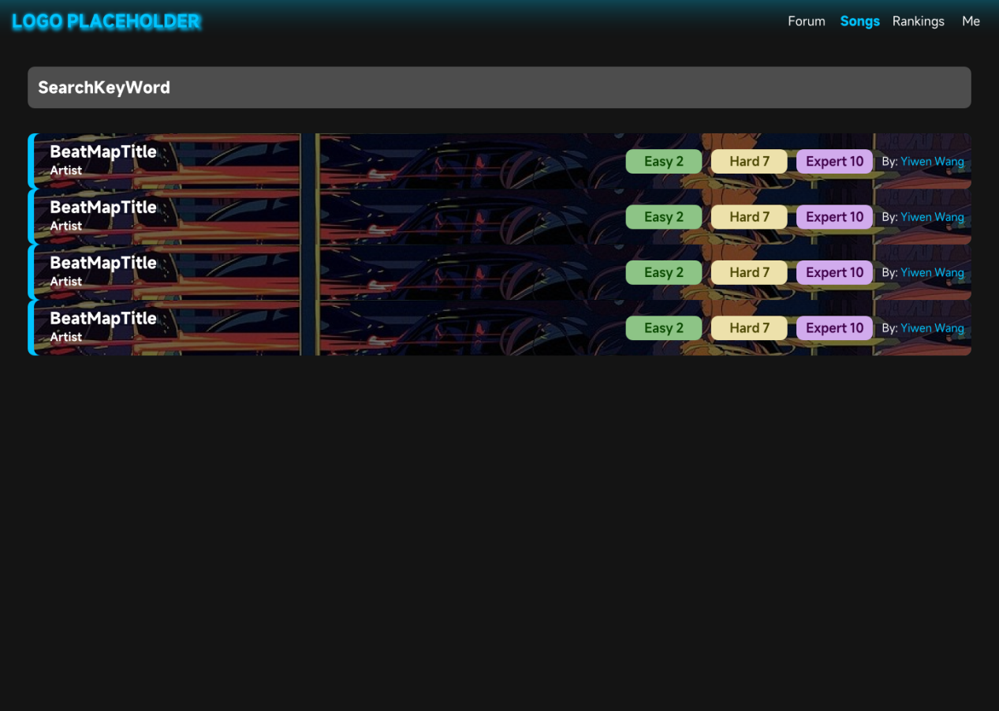 LOGO PLACEHOLDER
Forum Songs Rankings Me
SearchKeyWord
BeatMapTitle
Artist
Easy 2 Hard 7 Expert 10 By: Yiwen Wang
BeatMapTitle
Artist
Easy 2 Hard 7 Expert 10 By: Yiwen Wang
BeatMapTitle
Artist
Easy 2 Hard 7 Expert 10 By: Yiwen Wang
BeatMapTitle
Artist
Easy 2 Hard 7 Expert 10 By: Yiwen Wang